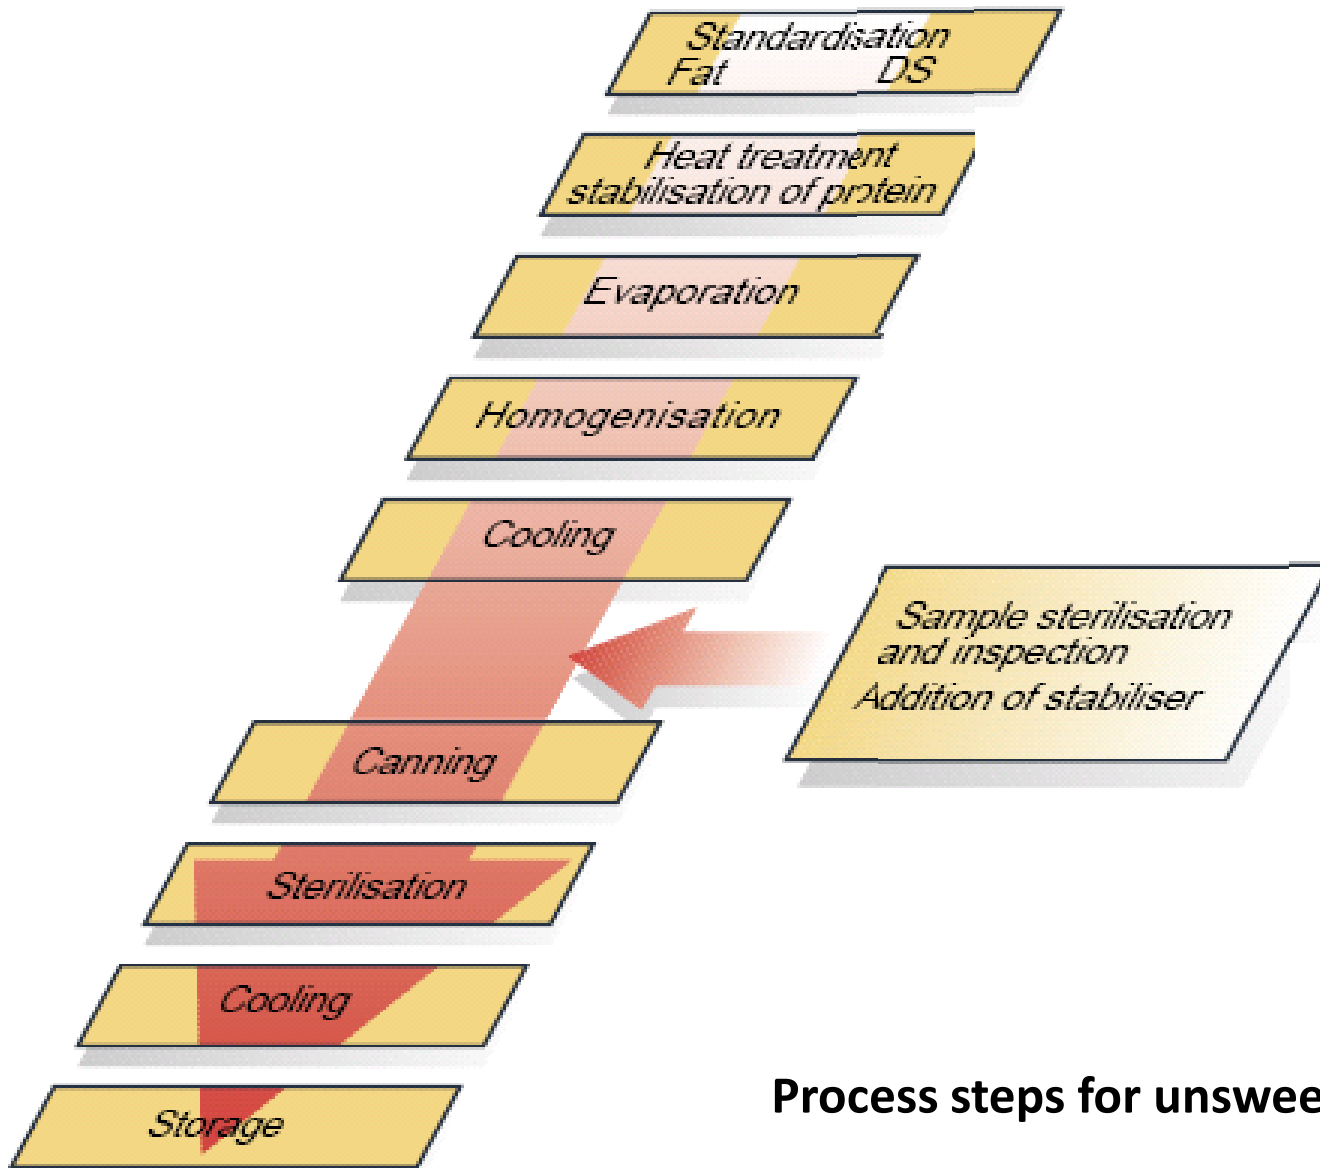 Standardisation
Fat DS
Heat treatment
stabilisation of protein
Evaporation
Homogenisation
Cooling
Sample sterilisation
and inspection
Addition of stabiliser
Canning
Sterilisation
Cooling
Storage
Process steps for